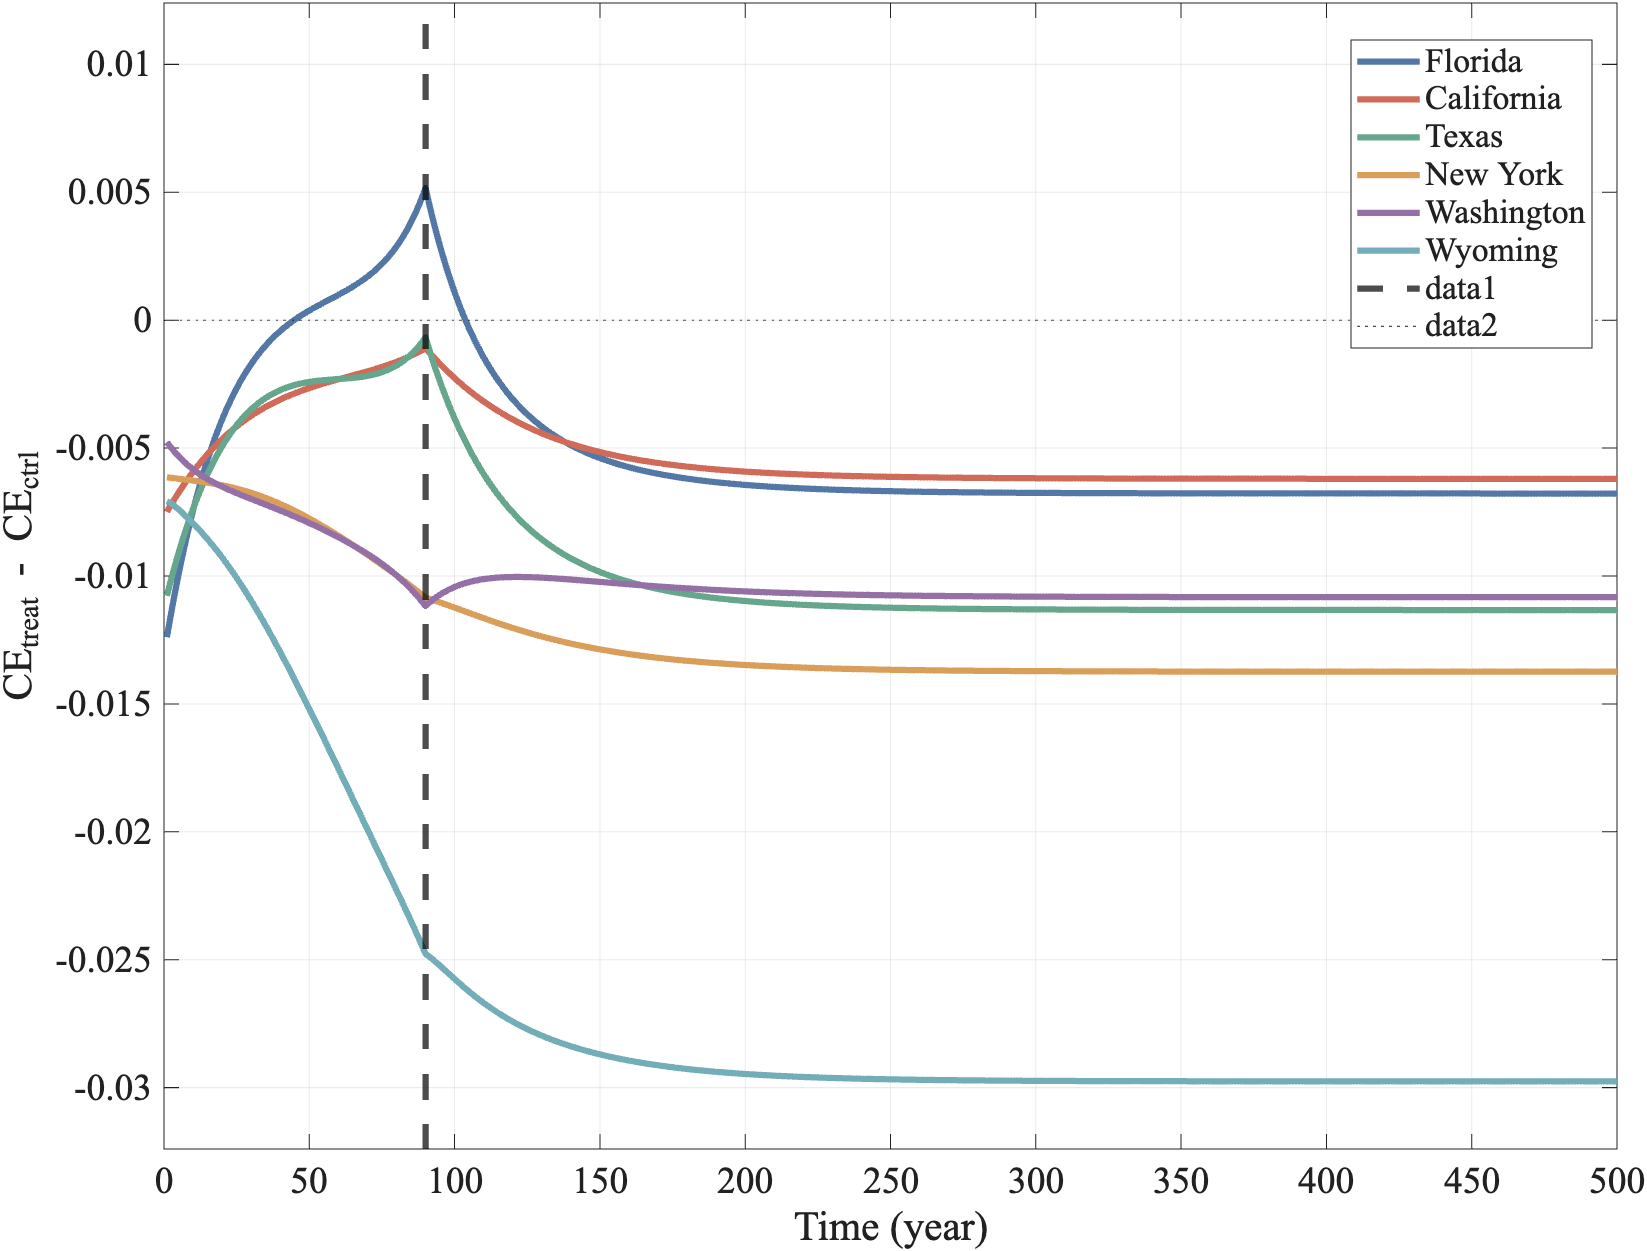 0.01
0.005
0
-0.005
-0.01
-0.015
-0.02
-0.025
-0.03
CEtreat - CEctrl
Florida
California
Texas
New York
Washington
Wyoming
data1
data2
0 50 100 150 200 250 300 350 400 450 500
Time (year)